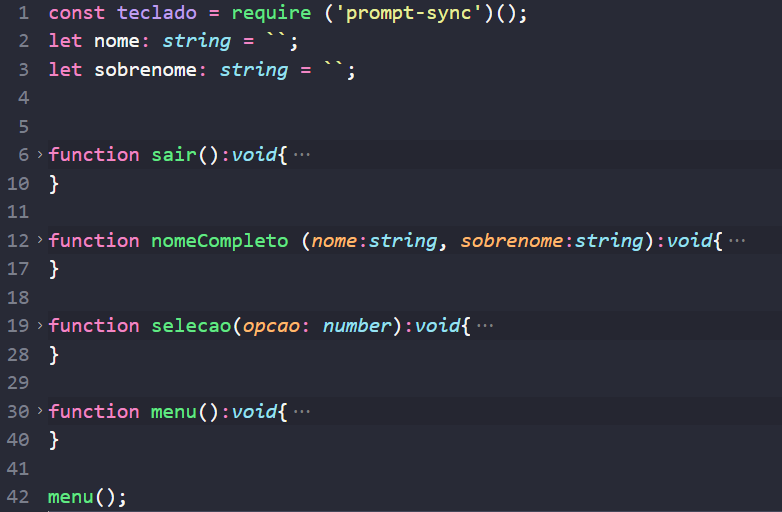 1 const teclado = require ('prompt-sync')();
2 let nome: string = ``;
3 let sobrenome: string = ``;
4
5
6 function sair():void{ ···
10 }
11
12 function nomeCompleto (nome:string, sobrenome:string):void{ ···
17 }
18
19 function selecao(opcao: number):void{ ···
28 }
29
30 function menu():void{ ···
40 }
41
42 menu();